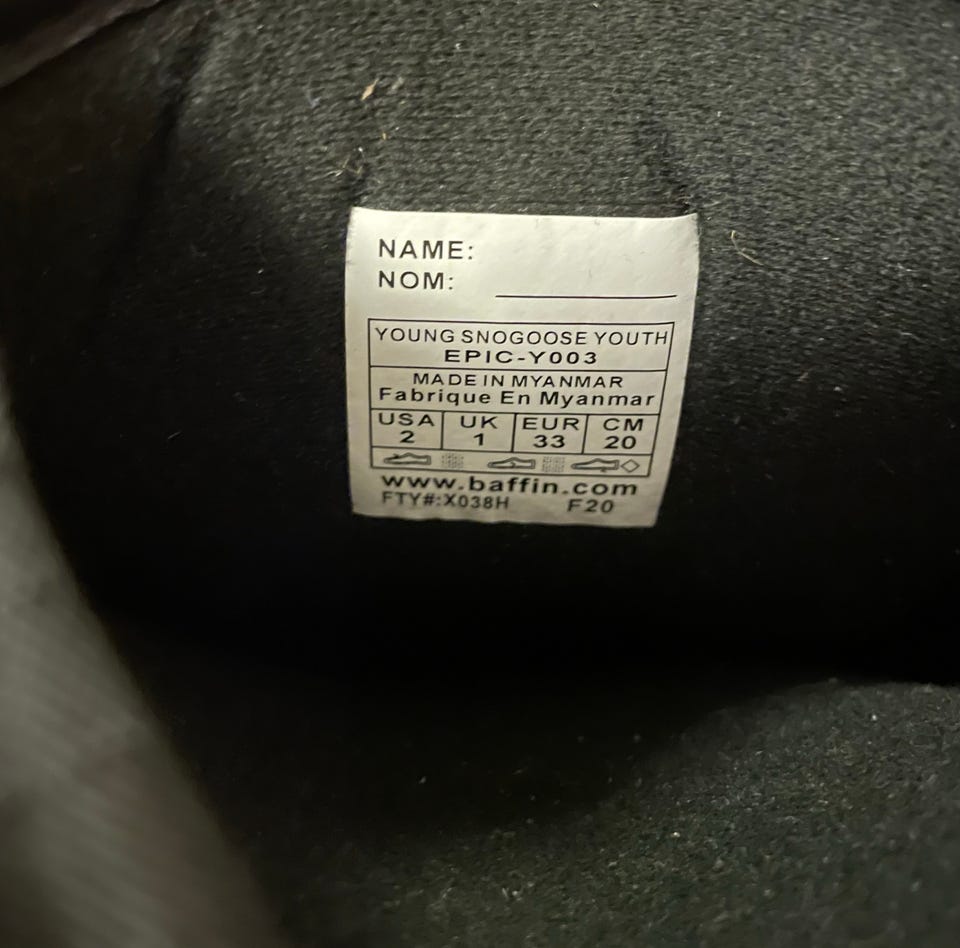 NAME:
NOM:
YOUNG SNOGOOSE YOUTH
EPIC-Y003
MADE IN MYANMAR
Fabrique En Myanmar
USA UK EUR CM
2 1 33 20
www.baffin.com
FTY#:X038H F20